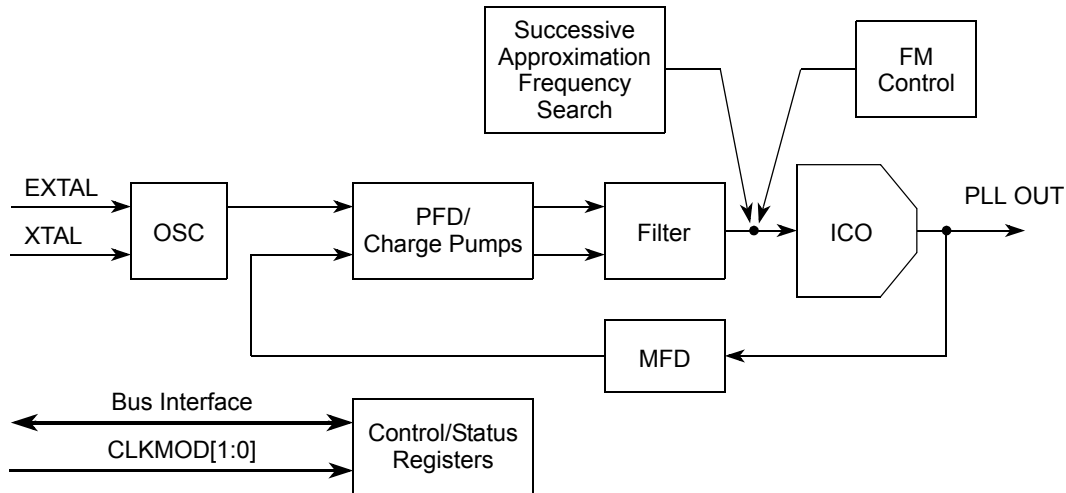 Successive
Approximation
Frequency
Search
FM
Control
EXTAL
XTAL
OSC
PFD/
Charge Pumps
Filter
ICO
PLL OUT
MFD
Bus Interface
CLKMOD[1:0]
Control/Status
Registers